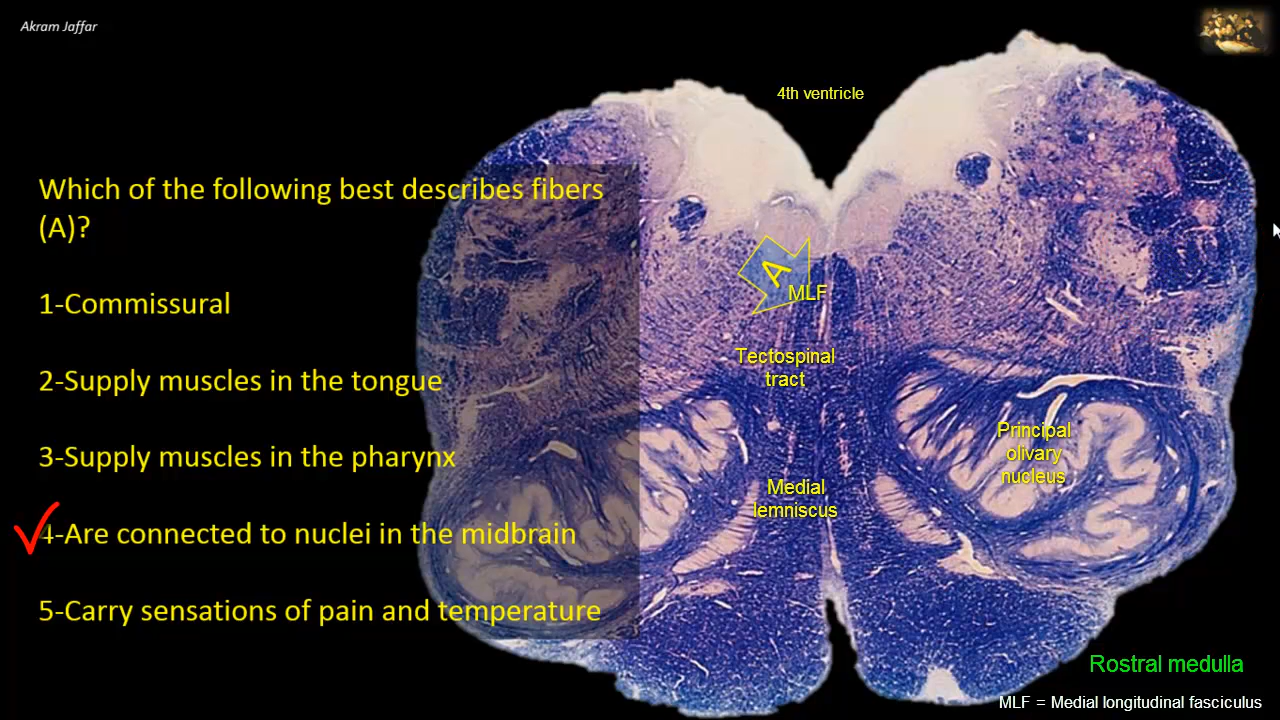 Akram Jaffar
4th ventricle
Which of the following best describes fibers
(A)?
1-Commissural
2-Supply muscles in the tongue
3-Supply muscles in the pharynx
4-Are connected to nuclei in the midbrain
5-Carry sensations of pain and temperature
A
MLF
Tectospinal
tract
Principal
olivary
nucleus
Medial
lemniscus
Rostral medulla
MLF = Medial longitudinal fasciculus